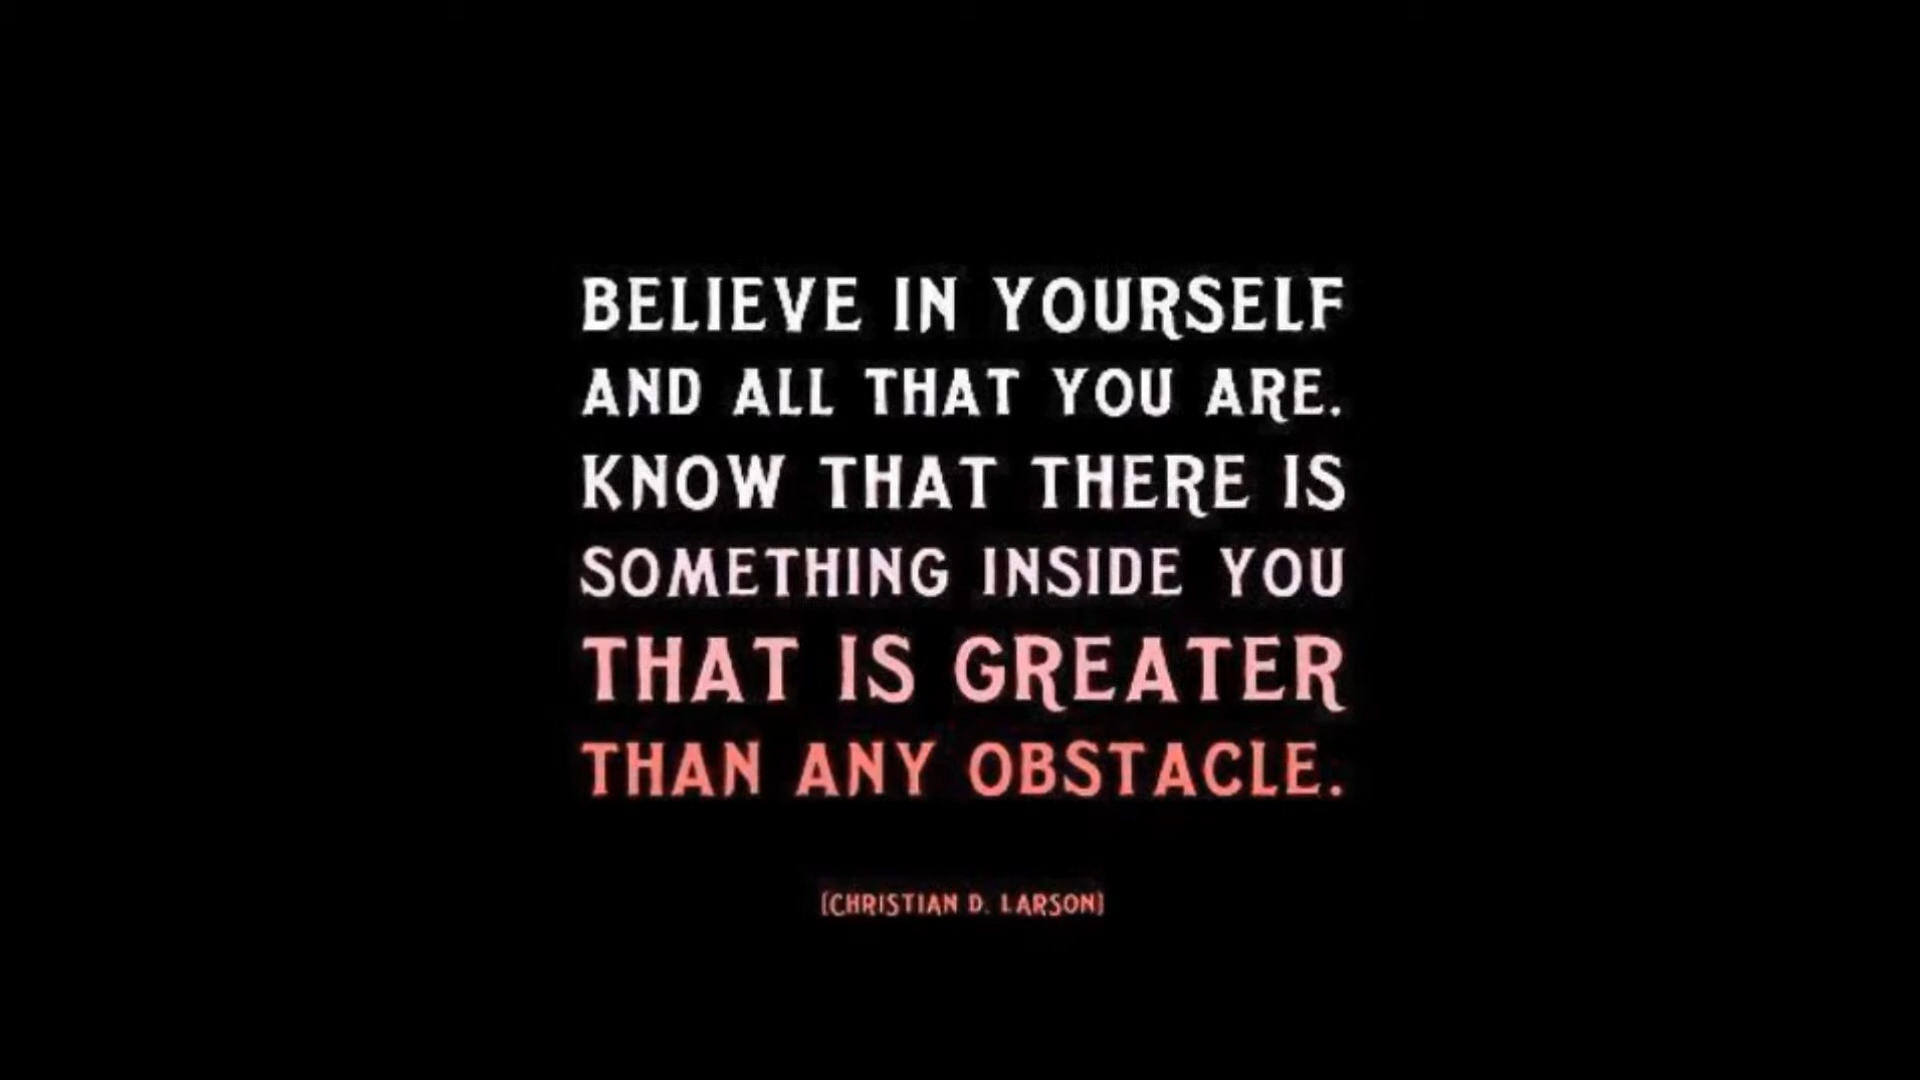 BELIEVE IN YOURSELF
AND ALL THAT YOU ARE.
KNOW THAT THERE IS
SOMETHING INSIDE YOU
THAT IS GREATER
THAN ANY OBSTACLE.
[CHRISTIAN D. LARSON]